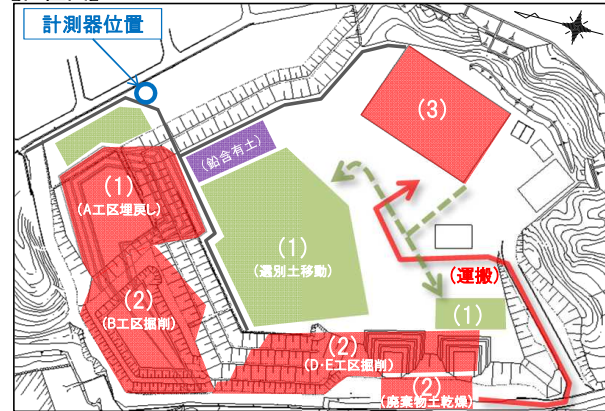 計測器位置
(3)
(鉛含有土)
(1)
(A工区埋戻し)
(1)
(選別土移動)
(2)
(B工区掘削)
(運搬)
(1)
(2)
(D・E工区掘削)
(2)
(廃棄物土乾燥)